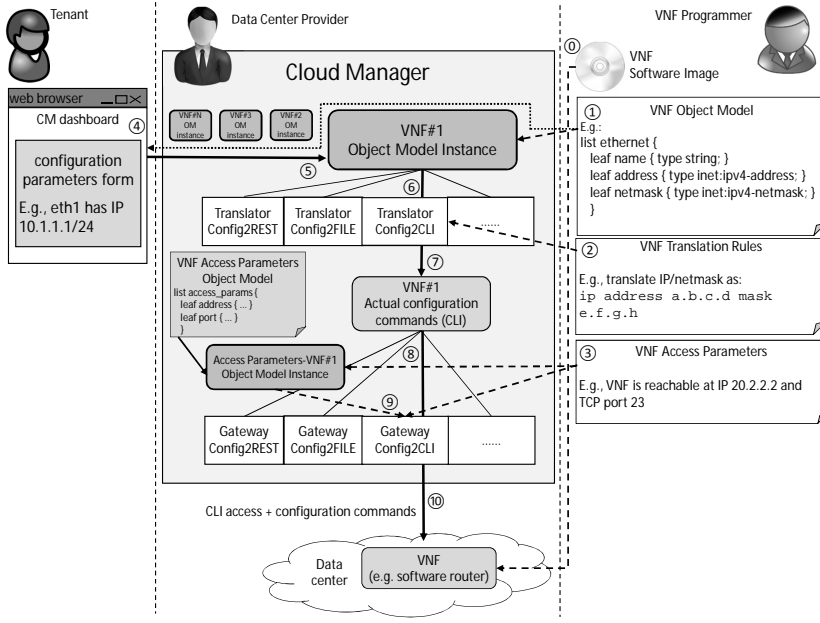 Tenant
Data Center Provider
VNF Programmer
⓪
VNF
Software Image
Cloud Manager
web browser
CM dashboard
④
configuration
parameters form
E.g., eth1 has IP
10.1.1.1/24
VNF#N
OM
instance
VNF#3
OM
instance
VNF#2
OM
instance
VNF#1
Object Model Instance
⑤
⑥
①
VNF Object Model
E.g.:
list ethernet {
leaf name { type string; }
leaf address { type inet:ipv4-address; }
leaf netmask { type inet:ipv4-netmask; }
}
Translator
Config2REST
Translator
Config2FILE
Translator
Config2CLI
......
②
VNF Translation Rules
E.g., translate IP/netmask as:
ip address a.b.c.d mask
e.f.g.h
⑦
VNF Access Parameters
Object Model
list access_params {
leaf address { ... }
leaf port { ... }
}
VNF#1
Actual configuration
commands (CLI)
③
VNF Access Parameters
E.g., VNF is reachable at IP 20.2.2.2 and
TCP port 23
⑧
Access Parameters-VNF#1
Object Model Instance
⑨
Gateway
Config2REST
Gateway
Config2FILE
Gateway
Config2CLI
......
⑩
CLI access + configuration commands
Data
center
VNF
(e.g. software router)